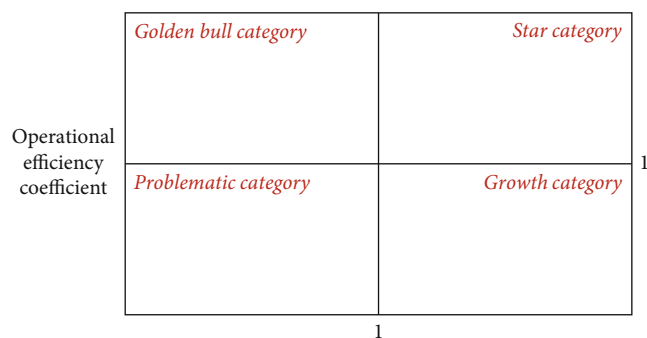 Golden bull category
Star category
Operational
efficiency
coefficient
1
Problematic category
Growth category
1